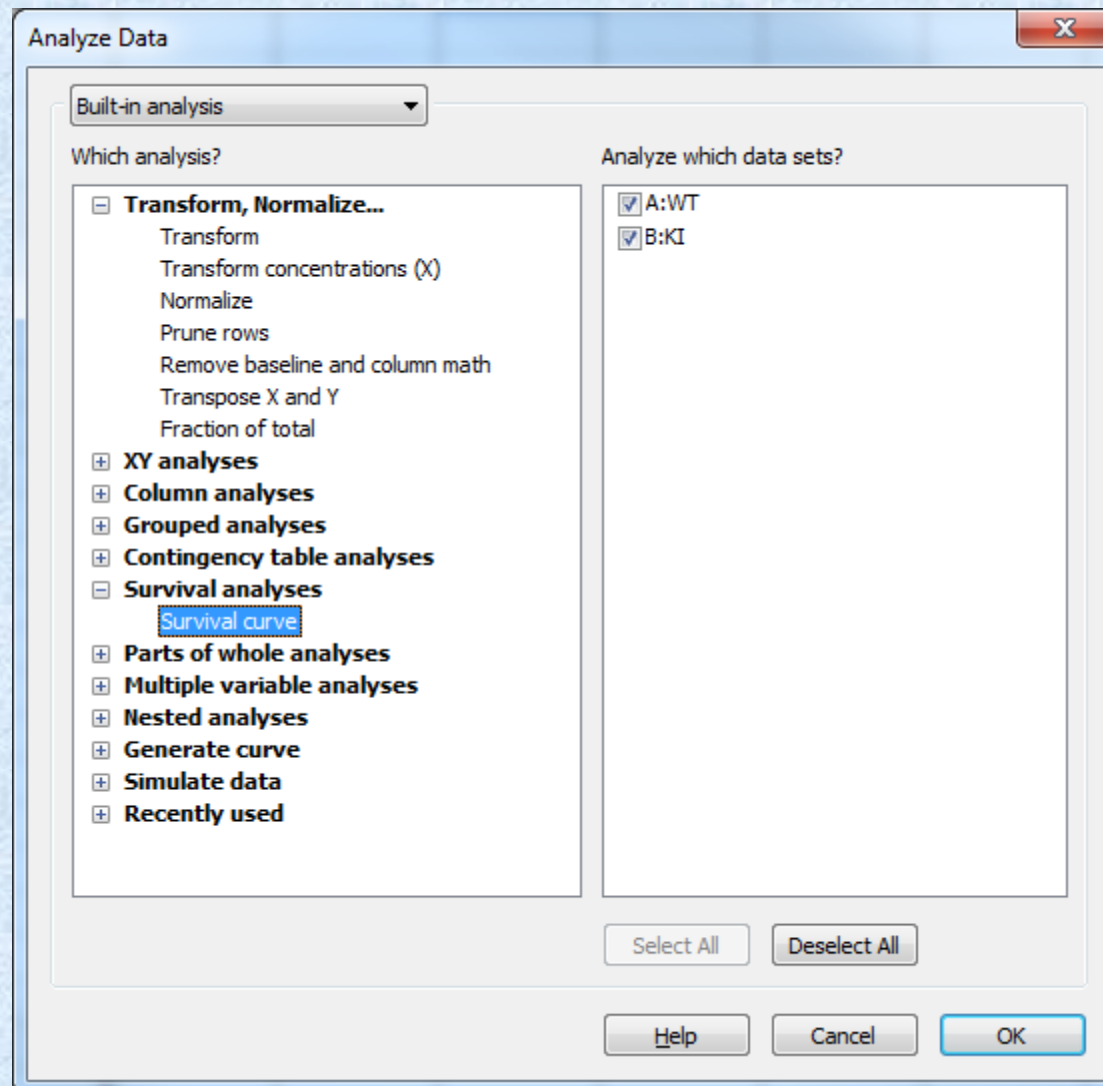 Analyze Data
Built-in analysis
Which analysis?
Transform, Normalize...
Transform
Transform concentrations (X)
Normalize
Prune rows
Remove baseline and column math
Transpose X and Y
Fraction of total
XY analyses
Column analyses
Grouped analyses
Contingency table analyses
Survival analyses
Survival curve
Parts of whole analyses
Multiple variable analyses
Nested analyses
Generate curve
Simulate data
Recently used
Analyze which data sets?
A:WT
B:KI
Select All
Deselect All
Help
Cancel
OK